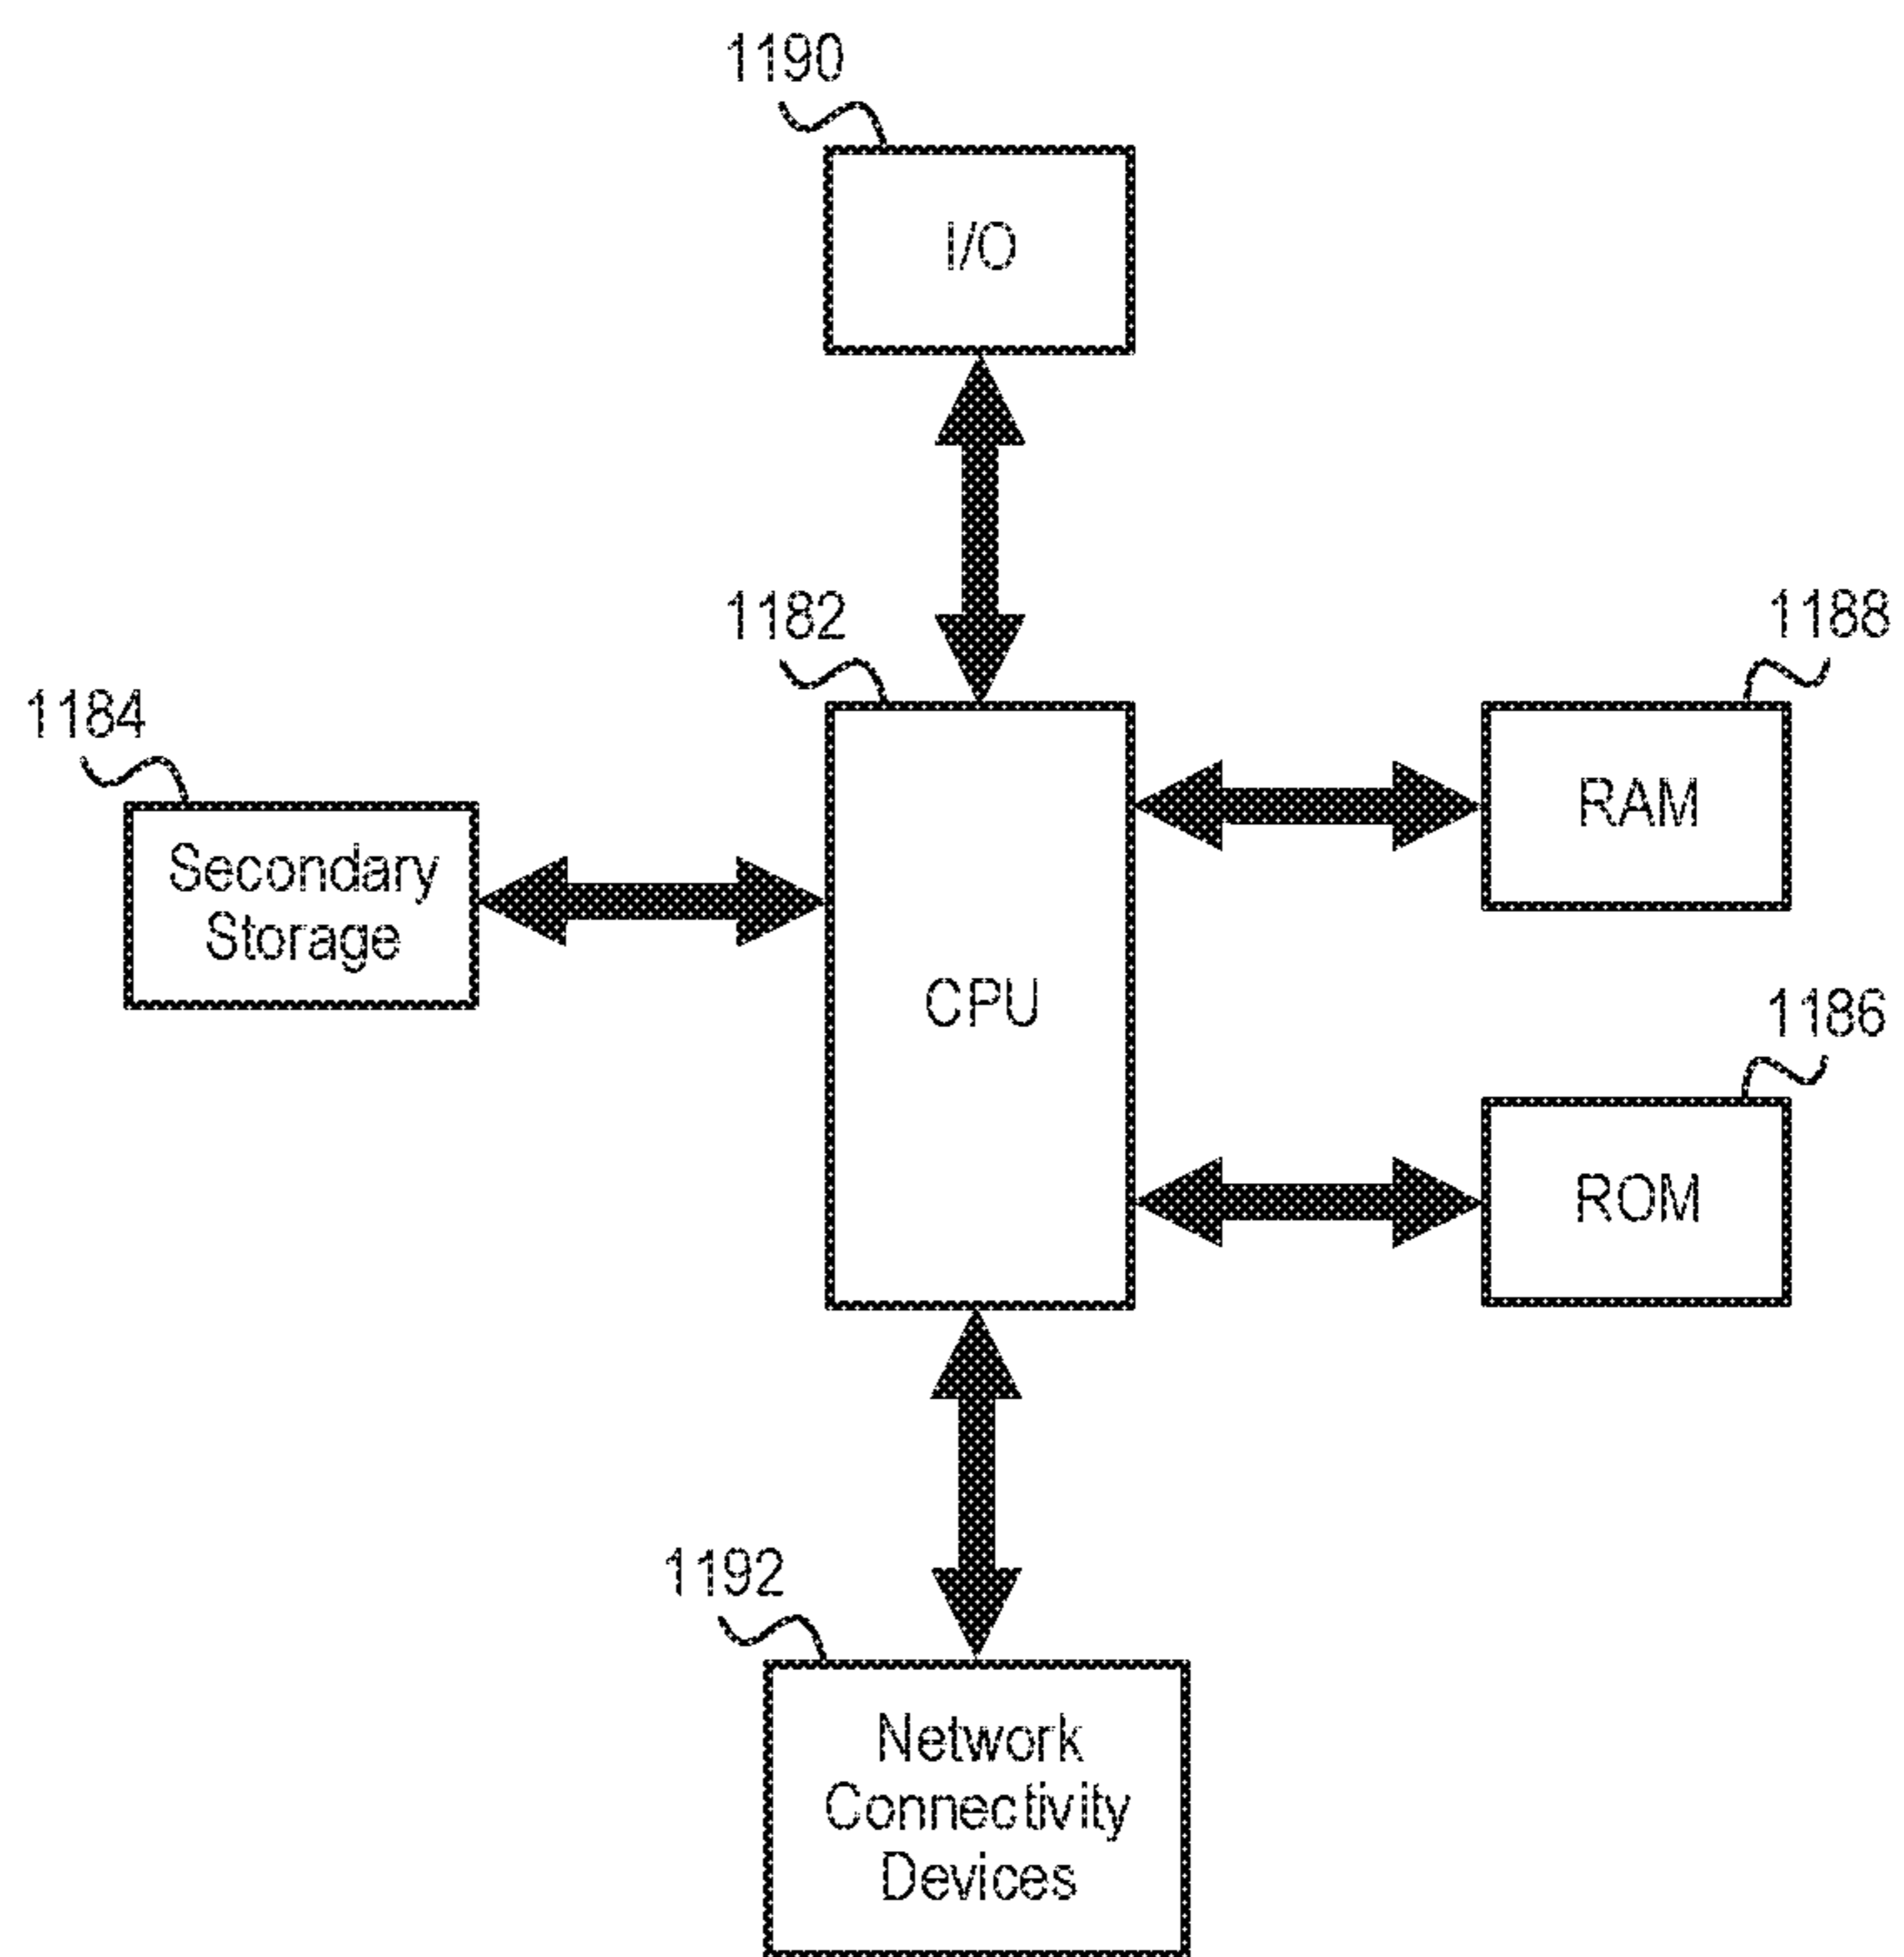 1190
I/O
1182
1188
1184
RAM
Secondary
Storage
CPU
1186
ROM
1192
Network
Connectivity
Devices